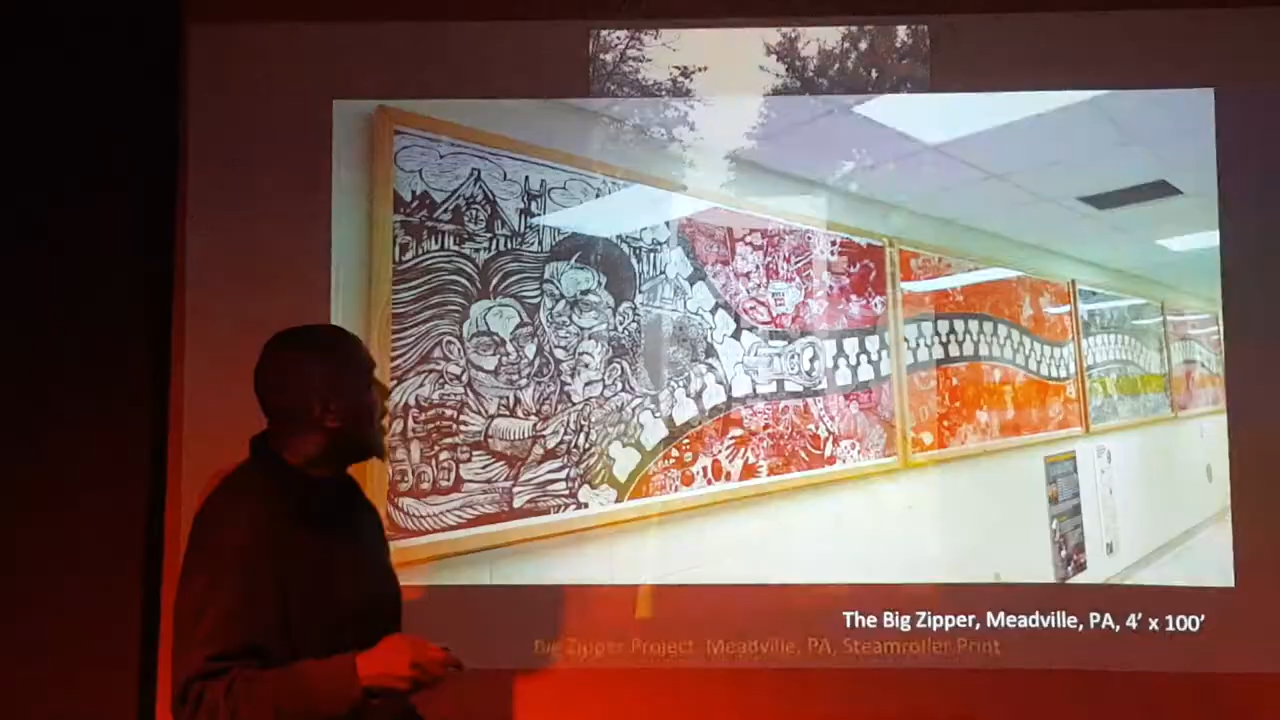 The Big Zipper, Meadville, PA, 4’ x 100’
Big Zipper Project, Meadville, PA, Steamroller Print